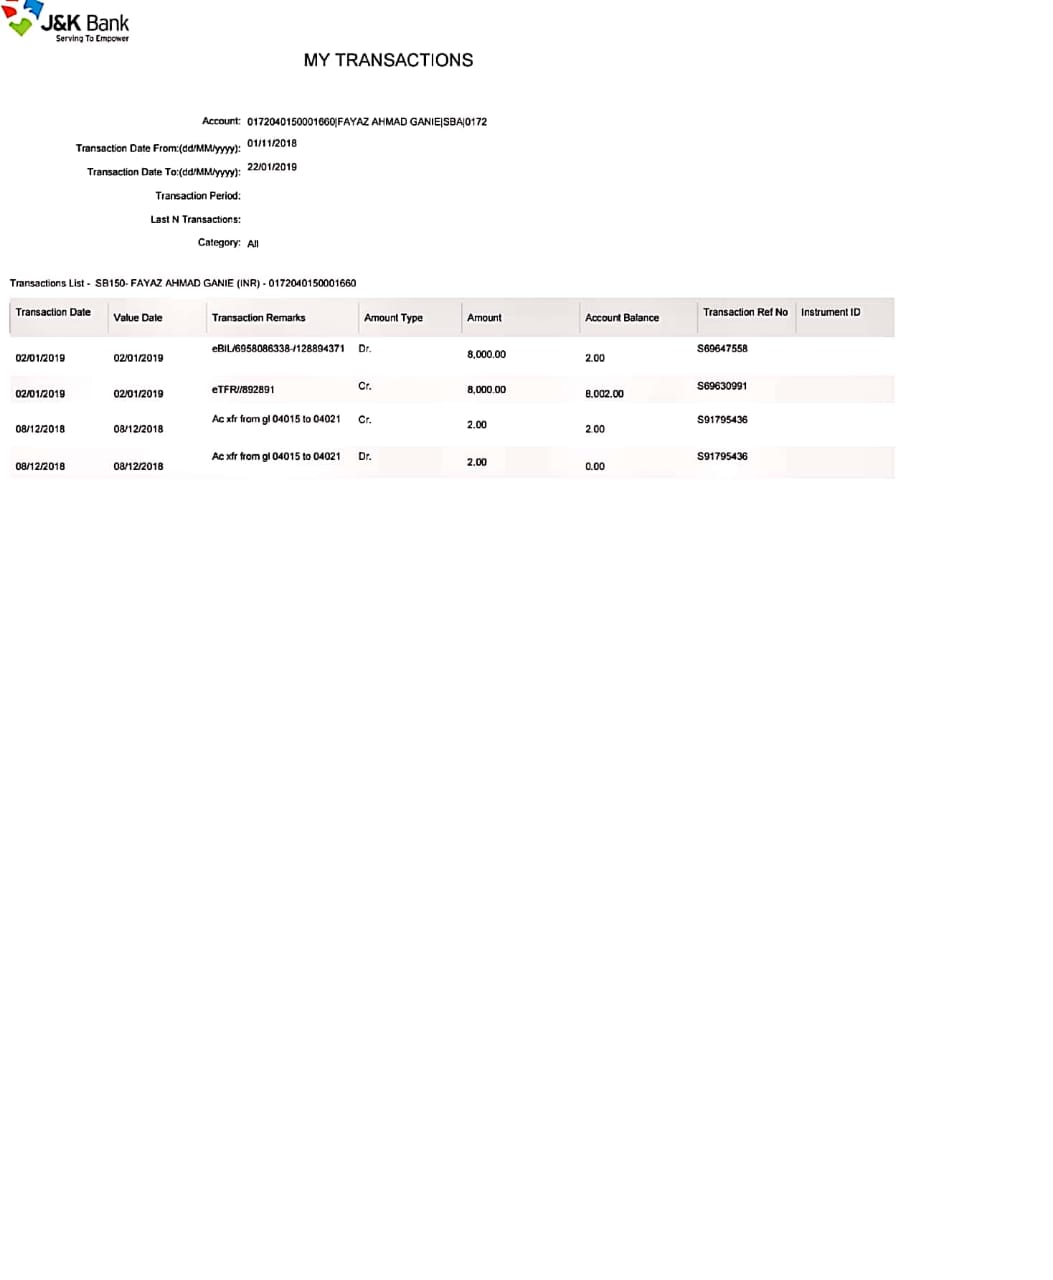 J&K Bank
Serving To Empower
MY TRANSACTIONS
Account: 0172040150001660|FAYAZ AHMAD GANIE|SBA|0172
Transaction Date From:(dd/MM/yyyy): 01/11/2018
Transaction Date To:(dd/MM/yyyy): 22/01/2019
Transaction Period:
Last N Transactions:
Category: All
Transactions List - SB150- FAYAZ AHMAD GANIE (INR) - 0172040150001660
Transaction Date Value Date Transaction Remarks Amount Type Amount Account Balance Transaction Ref No Instrument ID
02/01/2019 02/01/2019 eBIL/6958086338-/128894371 Dr. 8,000.00 2.00 S69647558
02/01/2019 02/01/2019 eTFR//892891 Cr. 8,000.00 8,002.00 S69630991
08/12/2018 08/12/2018 Ac xfr from gl 04015 to 04021 Cr. 2.00 2.00 S91795436
08/12/2018 08/12/2018 Ac xfr from gl 04015 to 04021 Dr. 2.00 0.00 S91795436